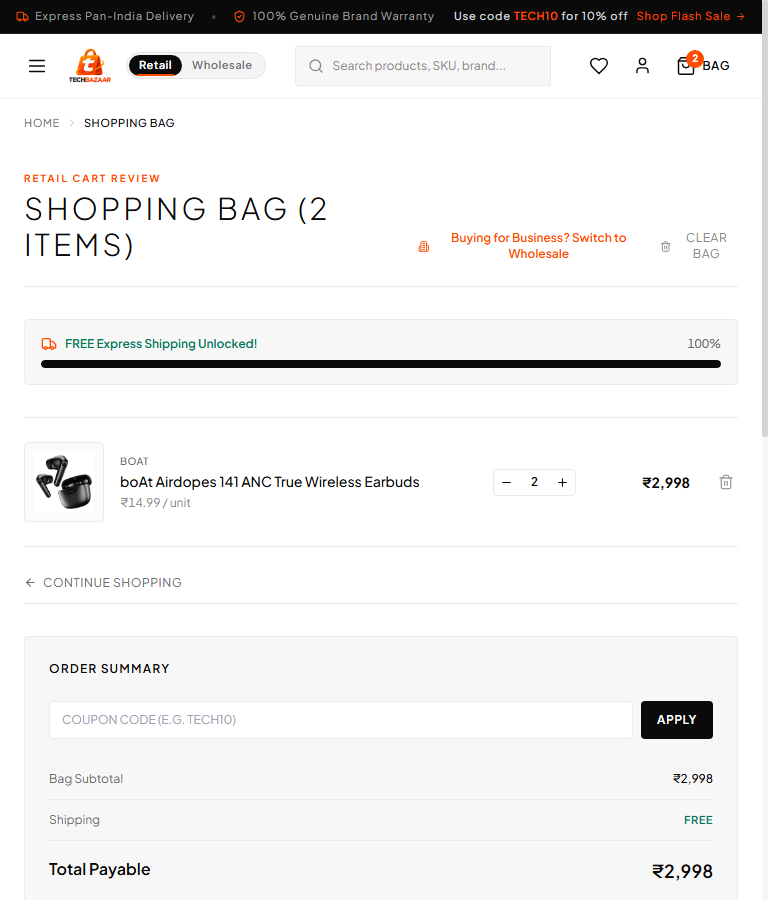 Express Pan-India Delivery • 100% Genuine Brand Warranty Use code TECH10 for 10% off Shop Flash Sale →
TECHBAZAAR
Retail Wholesale
Search products, SKU, brand...
2
BAG
HOME > SHOPPING BAG
RETAIL CART REVIEW
SHOPPING BAG (2
ITEMS)
Buying for Business? Switch to
Wholesale
CLEAR
BAG
FREE Express Shipping Unlocked! 100%
BOAT
boAt Airdopes 141 ANC True Wireless Earbuds
₹14.99 / unit
− 2 +
₹2,998
← CONTINUE SHOPPING
ORDER SUMMARY
COUPON CODE (E.G. TECH10) APPLY
Bag Subtotal ₹2,998
Shipping FREE
Total Payable ₹2,998